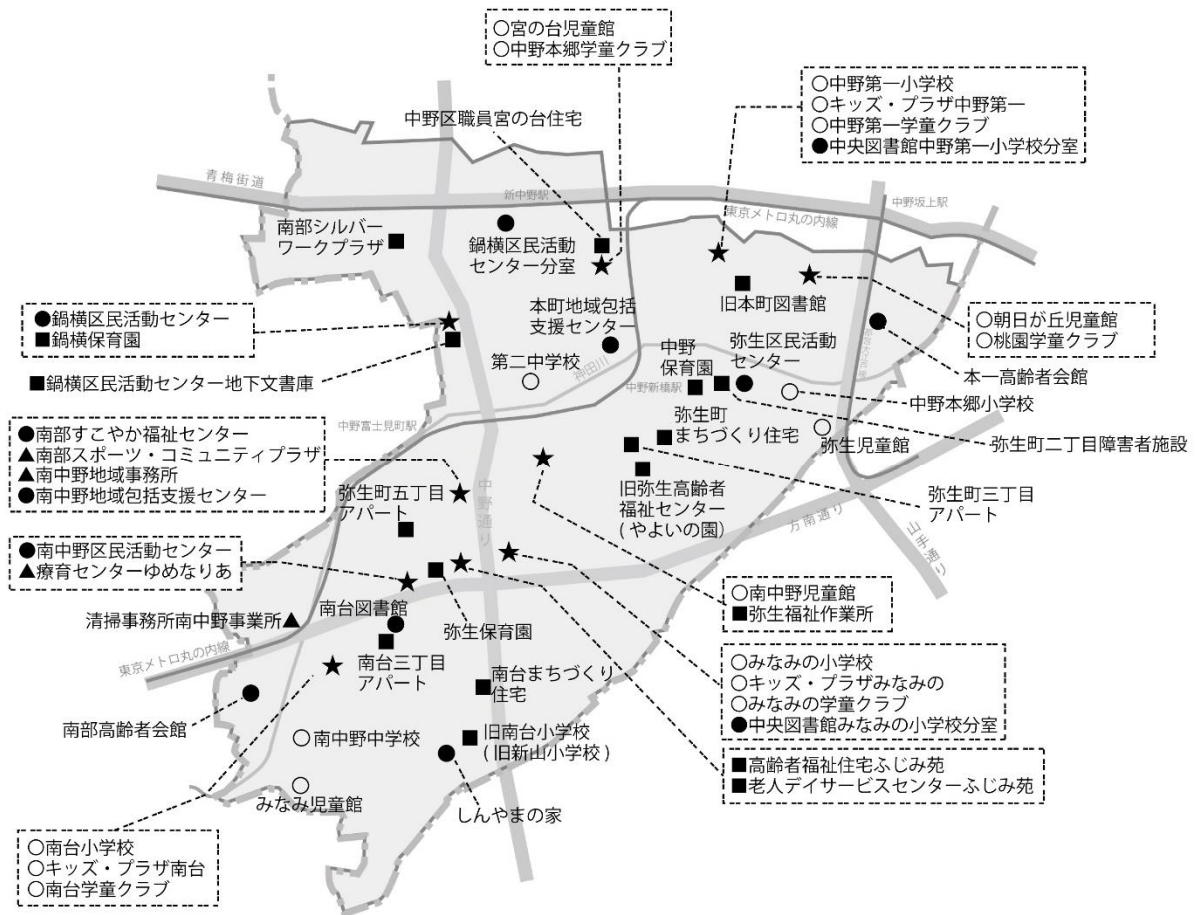 ○宮の台児童館
○中野本郷学童クラブ
○中野第一小学校
○キッズ・プラザ中野第一
○中野第一学童クラブ
●中央図書館中野第一小学校分室
中野区職員宮の台住宅
青梅街道
新中野駅
中野坂上駅
東京メトロ丸の内線
南部シルバー
ワークプラザ
鍋横区民活動
センター分室
旧本町図書館
●鍋横区民活動センター
■鍋横保育園
本町地域包括
支援センター
○朝日が丘児童館
○桃園学童クラブ
■鍋横区民活動センター地下文書庫
第二中学校
神田川
中野
保育園
弥生区民活動
センター
本一高齢者会館
中野新橋駅
中野本郷小学校
中野富士見町駅
弥生町
まちづくり住宅
弥生児童館
弥生町二丁目障害者施設
●南部すこやか福祉センター
▲南部スポーツ・コミュニティプラザ
▲南中野地域事務所
●南中野地域包括支援センター
中野通り
弥生町五丁目
アパート
旧弥生高齢者
福祉センター
(やよいの園)
弥生町三丁目
アパート
方南通り
山手通り
●南中野区民活動センター
▲療育センターゆめなりあ
○南中野児童館
■弥生福祉作業所
清掃事務所南中野事業所▲
南台図書館
弥生保育園
東京メトロ丸の内線
南台三丁目
アパート
南台まちづくり
住宅
○みなみの小学校
○キッズ・プラザみなみの
○みなみの学童クラブ
●中央図書館みなみの小学校分室
南部高齢者会館
○南中野中学校
旧南台小学校
(旧新山小学校)
■高齢者福祉住宅ふじみ苑
■老人デイサービスセンターふじみ苑
みなみ児童館
しんやまの家
○南台小学校
○キッズ・プラザ南台
○南台学童クラブ